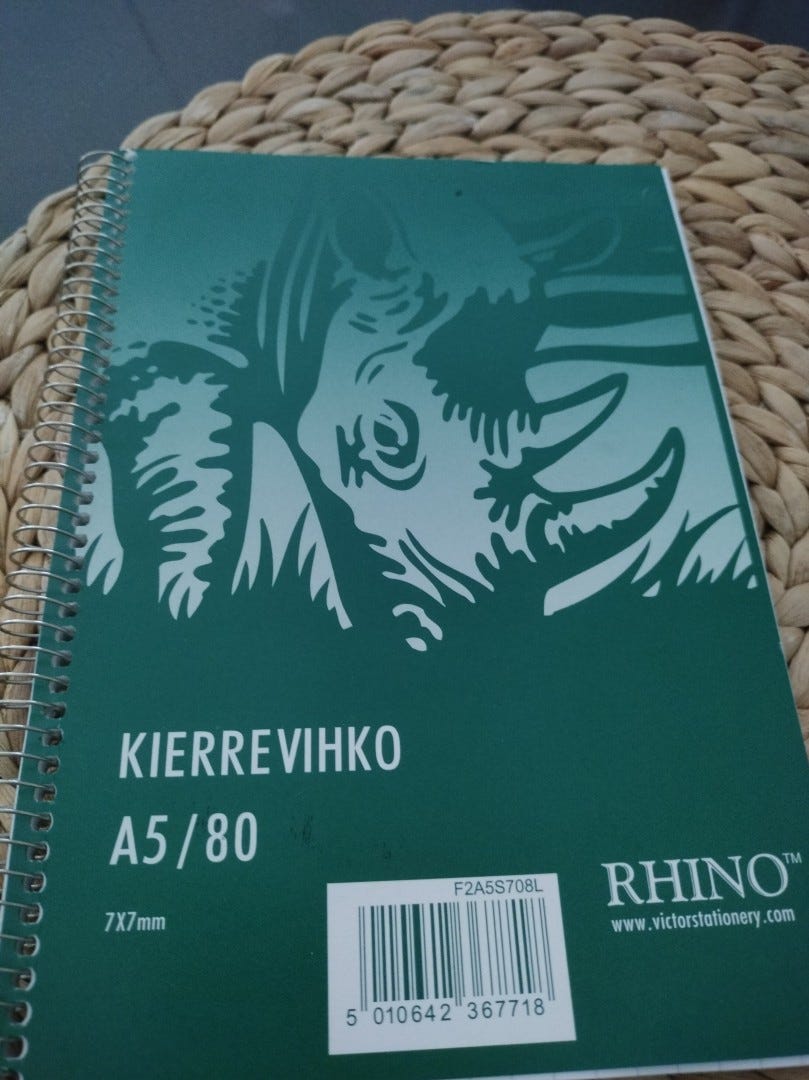 KIERREVIHKO
A5/80
7X7mm
F2A5S708L
5 010642 367718
RHINO™
www.victorstationery.com